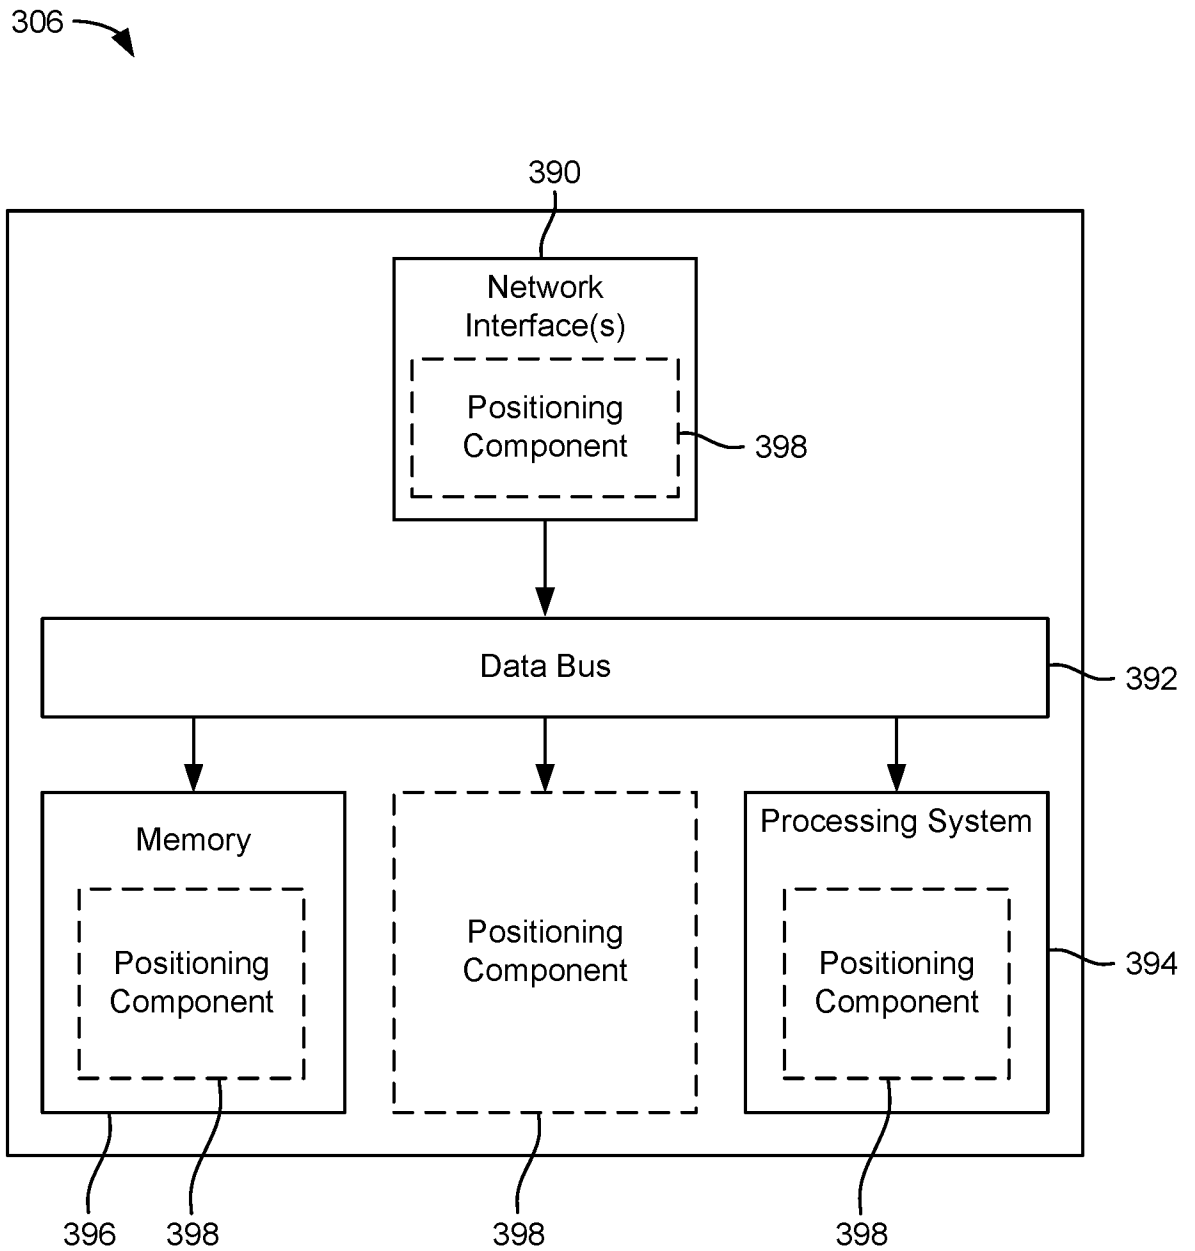 306
390
Network
Interface(s)
Positioning
Component
398
Data Bus
392
Memory
Positioning
Component
Positioning
Component
Processing System
Positioning
Component
394
396
398
398
398